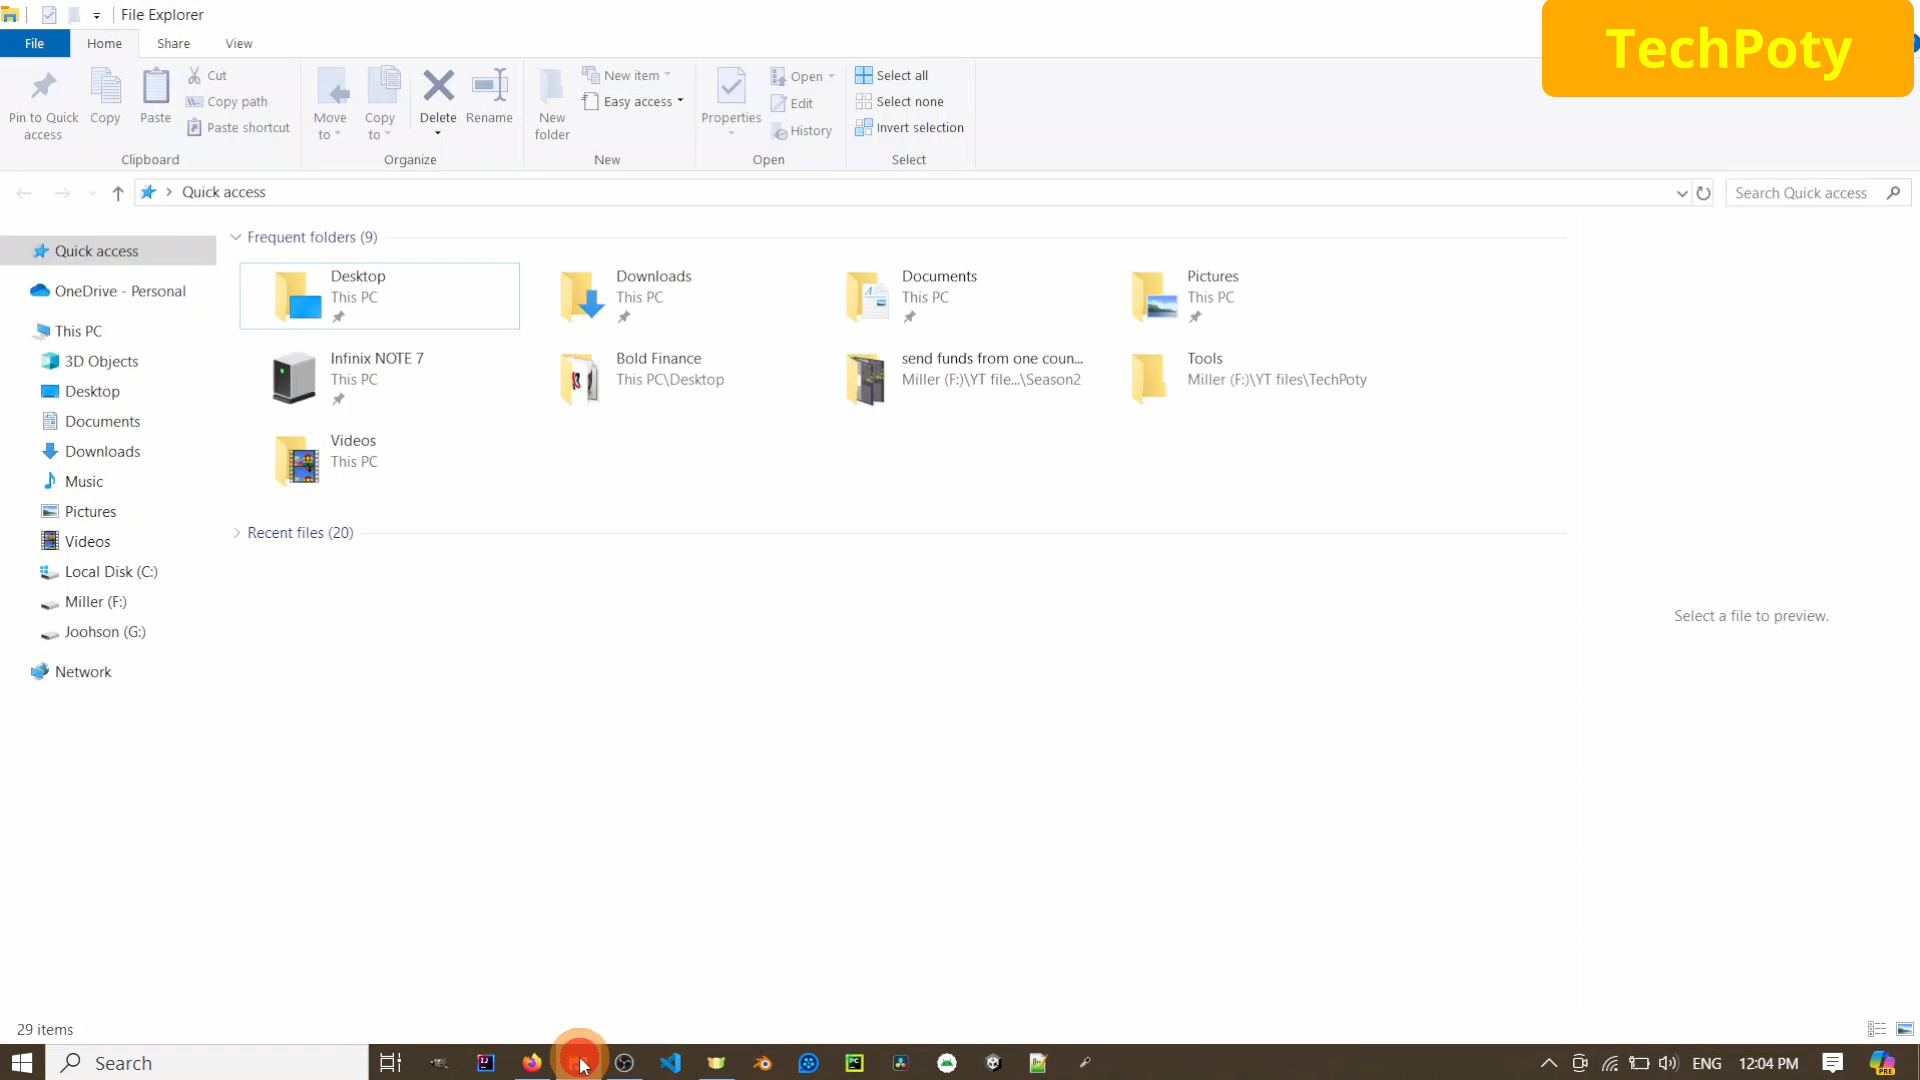 File Explorer
TechPoty
File Home Share View
Pin to Quick access
Copy
Paste
Cut
Copy path
Paste shortcut
Clipboard
Move to
Copy to
Delete
Rename
Organize
New folder
New item
Easy access
New
Properties
Open
Edit
History
Open
Select all
Select none
Invert selection
Select
Quick access
Search Quick access
Quick access
OneDrive - Personal
This PC
3D Objects
Desktop
Documents
Downloads
Music
Pictures
Videos
Local Disk (C:)
Miller (F:)
Joohson (G:)
Network
Frequent folders (9)
Desktop
This PC
Downloads
This PC
Documents
This PC
Pictures
This PC
Infinix NOTE 7
This PC
Bold Finance
This PC\Desktop
send funds from one coun...
Miller (F:)\YT file...\Season2
Tools
Miller (F:)\YT files\TechPoty
Videos
This PC
Recent files (20)
Select a file to preview.
29 items
Search
ENG
12:04 PM